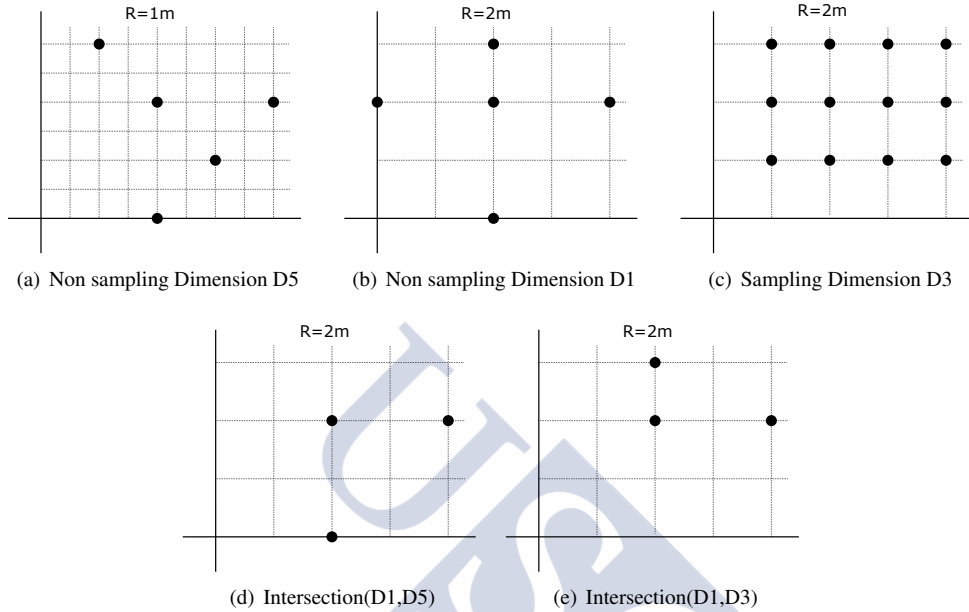 R=1m
R=2m
R=2m
(a) Non sampling Dimension D5
(b) Non sampling Dimension D1
(c) Sampling Dimension D3
R=2m
R=2m
(d) Intersection(D1,D5)
(e) Intersection(D1,D3)
US